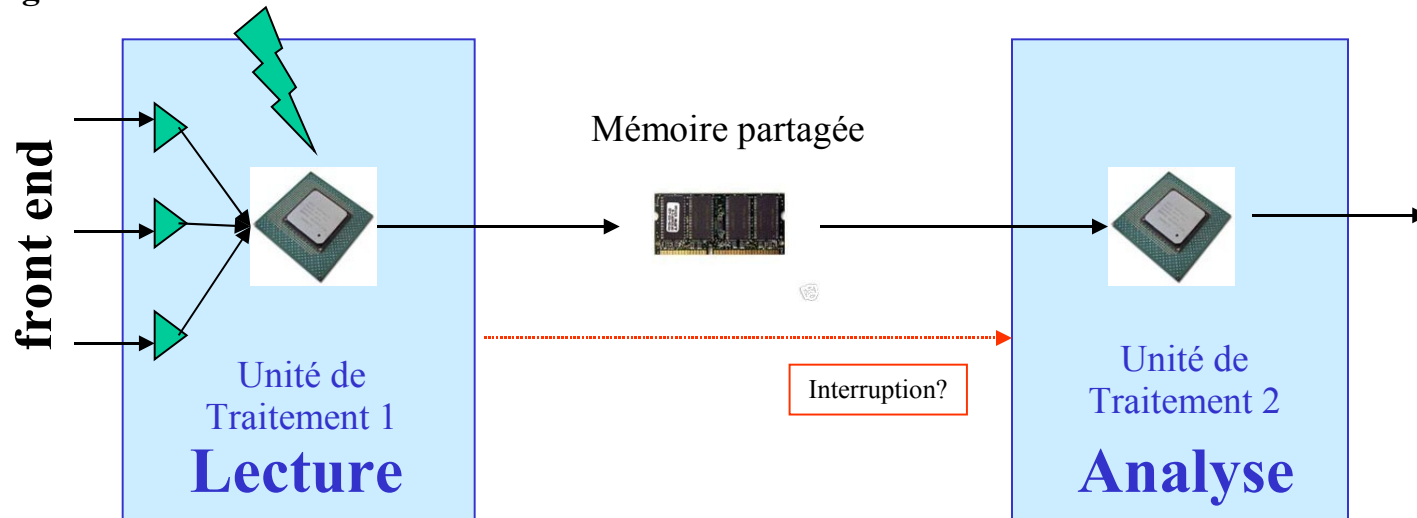 g
front end
Mémoire partagée
Interruption?
Unité de
Traitement 1
Lecture
Unité de
Traitement 2
Analyse